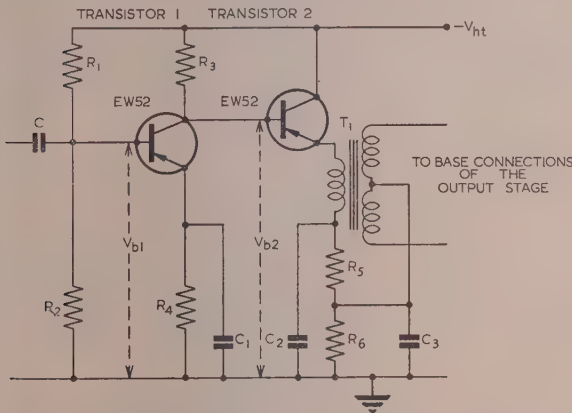 TRANSISTOR 1
TRANSISTOR 2
-Vht
R1
R3
EW52
EW52
C
T1
TO BASE CONNECTIONS
OF THE
OUTPUT STAGE
Vb1
Vb2
R5
R2
R4
C1
C2
R6
C3